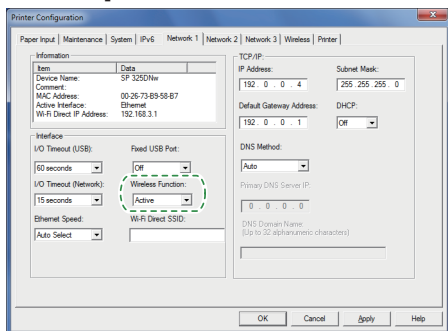 Printer Configuration
Paper Input Maintenance System IPv6 Network 1 Network 2 Network 3 Wireless Printer
Information
Item Data
Device Name: SP 325DNw
Comment:
MAC Address: 00-26-73-B9-58-B7
Active Interface: Ethernet
Wi-Fi Direct IP Address: 192.168.3.1
Interface
I/O Timeout (USB): Fixed USB Port:
60 seconds Off
I/O Timeout (Network): Wireless Function:
15 seconds Active
Ethernet Speed: Wi-Fi Direct SSID:
Auto Select
TCP/IP:
IP Address: Subnet Mask:
192. 0 . 0 . 4 255 .255 .255 . 0
Default Gateway Address: DHCP:
192. 0 . 0 . 1 Off
DNS Method:
Auto
Primary DNS Server IP:
0 . 0 . 0 . 0
DNS Domain Name:
(Up to 32 alphanumeric characters)
OK Cancel Apply Help